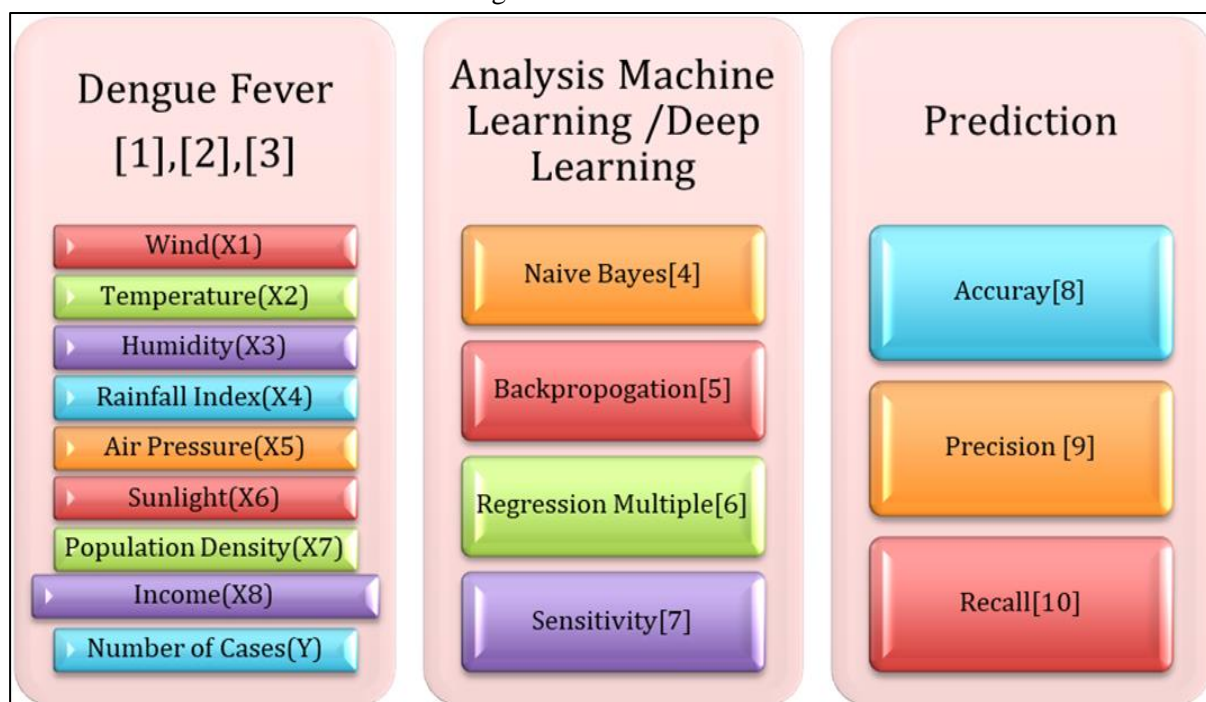 Dengue Fever
[1],[2],[3]
Wind(X1)
Temperature(X2)
Humidity(X3)
Rainfall Index(X4)
Air Pressure(X5)
Sunlight(X6)
Population Density(X7)
Income(X8)
Number of Cases(Y)
Analysis Machine
Learning /Deep
Learning
Naive Bayes[4]
Backpropogation[5]
Regression Multiple[6]
Sensitivity[7]
Prediction
Accuray[8]
Precision [9]
Recall[10]